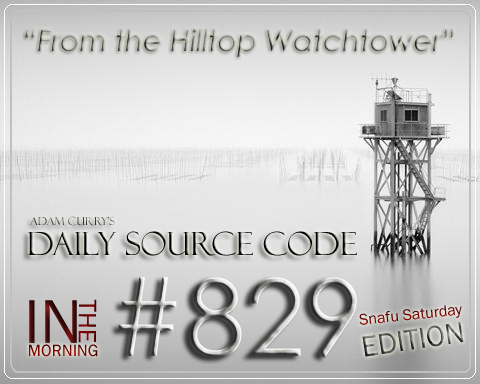 “From the Hilltop Watchtower”
ADAM CURRY'S
DAILY SOURCE CODE
IN THE
MORNING
#829
Snafu Saturday
EDITION